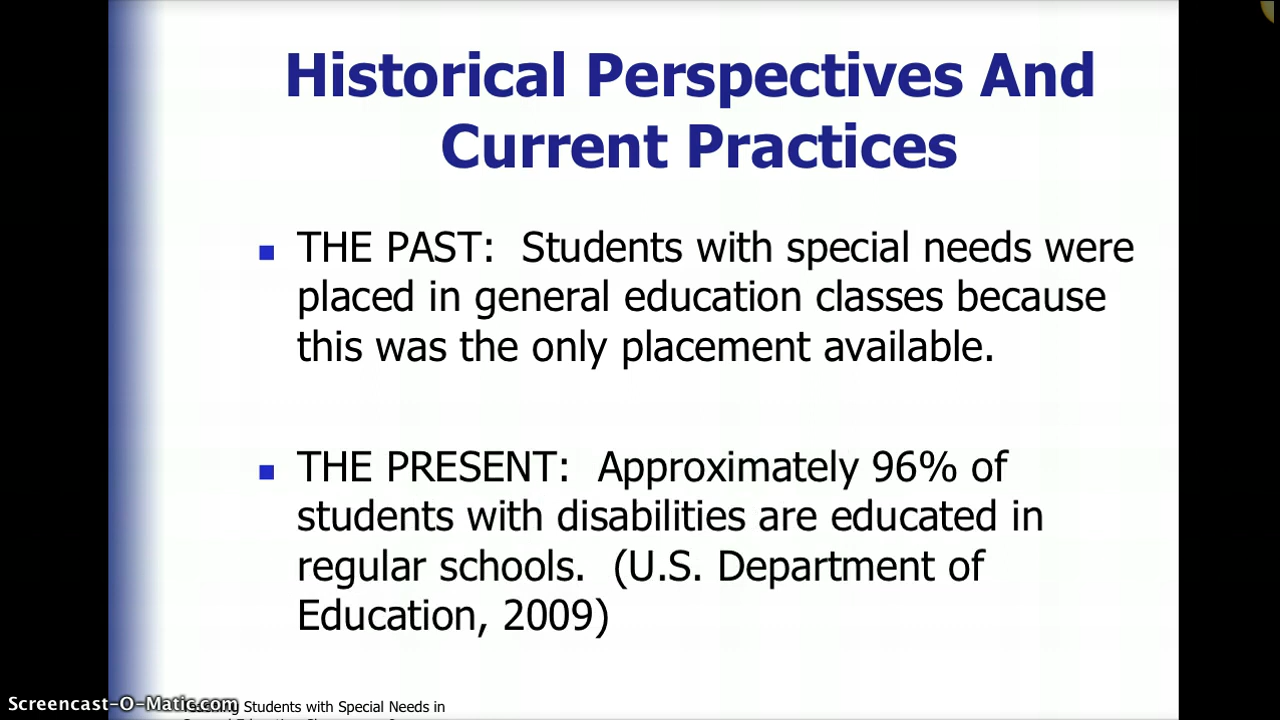 Historical Perspectives And
Current Practices
THE PAST: Students with special needs were
placed in general education classes because
this was the only placement available.
THE PRESENT: Approximately 96% of
students with disabilities are educated in
regular schools. (U.S. Department of
Education, 2009)
Screencast-O-Matic.com
Students with Special Needs in